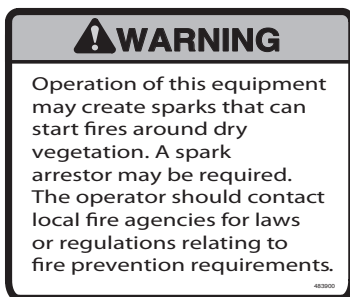 WARNING
Operation of this equipment
may create sparks that can
start fires around dry
vegetation. A spark
arrestor may be required.
The operator should contact
local fire agencies for laws
or regulations relating to
fire prevention requirements.
483900